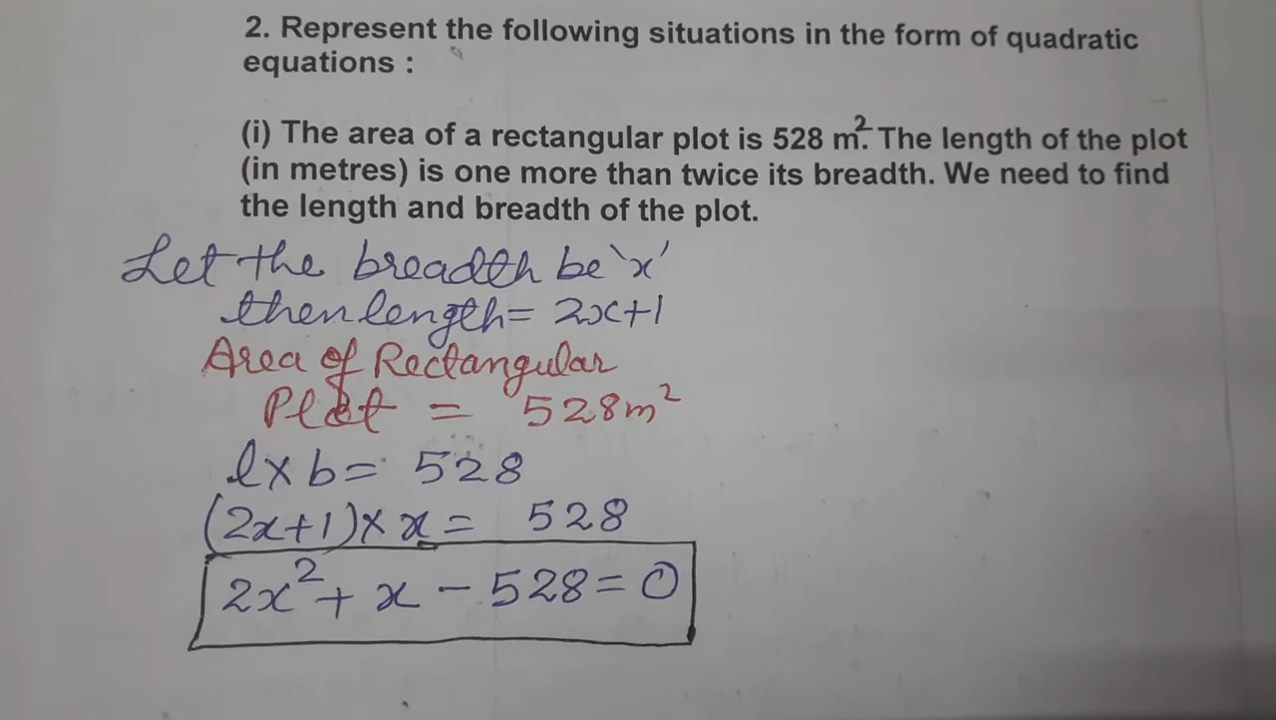 2. Represent the following situations in the form of quadratic
equations :
(i) The area of a rectangular plot is 528 m². The length of the plot
(in metres) is one more than twice its breadth. We need to find
the length and breadth of the plot.
Let the breadth be 'x'
then length = 2x+1
Area of Rectangular
Plot = 528m²
l × b = 528
(2x+1) × x = 528
2x² + x - 528 = 0